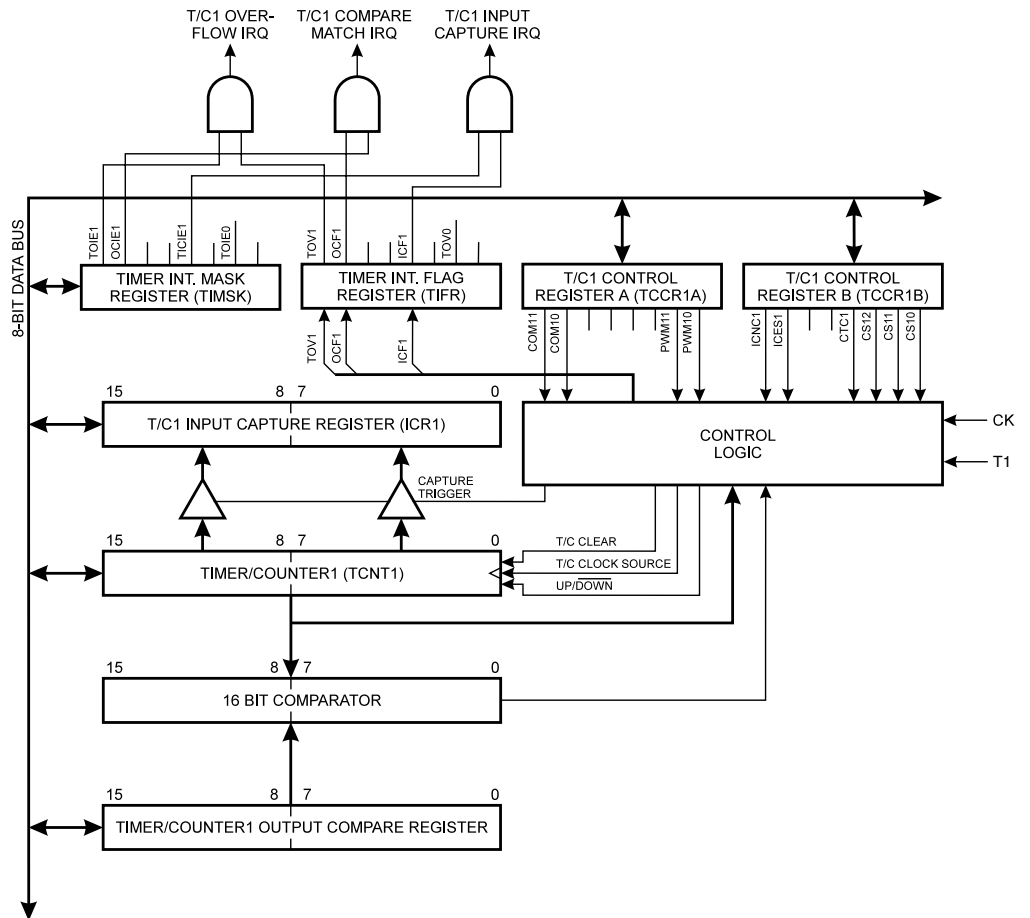 T/C1 OVER-
FLOW IRQ
T/C1 COMPARE
MATCH IRQ
T/C1 INPUT
CAPTURE IRQ
8-BIT DATA BUS
TOIE1
OCIE1
TICIE1
TOIE0
TOV1
OCF1
ICF1
TOV0
TIMER INT. MASK
REGISTER (TIMSK)
TIMER INT. FLAG
REGISTER (TIFR)
T/C1 CONTROL
REGISTER A (TCCR1A)
T/C1 CONTROL
REGISTER B (TCCR1B)
TOV1
OCF1
ICF1
COM11
COM10
PWM11
PWM10
ICNC1
ICES1
CTC1
CS12
CS11
CS10
15 8 7 0
T/C1 INPUT CAPTURE REGISTER (ICR1)
CONTROL
LOGIC
CK
T1
CAPTURE
TRIGGER
15 8 7 0
TIMER/COUNTER1 (TCNT1)
T/C CLEAR
T/C CLOCK SOURCE
UP/DOWN
15 8 7 0
16 BIT COMPARATOR
15 8 7 0
TIMER/COUNTER1 OUTPUT COMPARE REGISTER